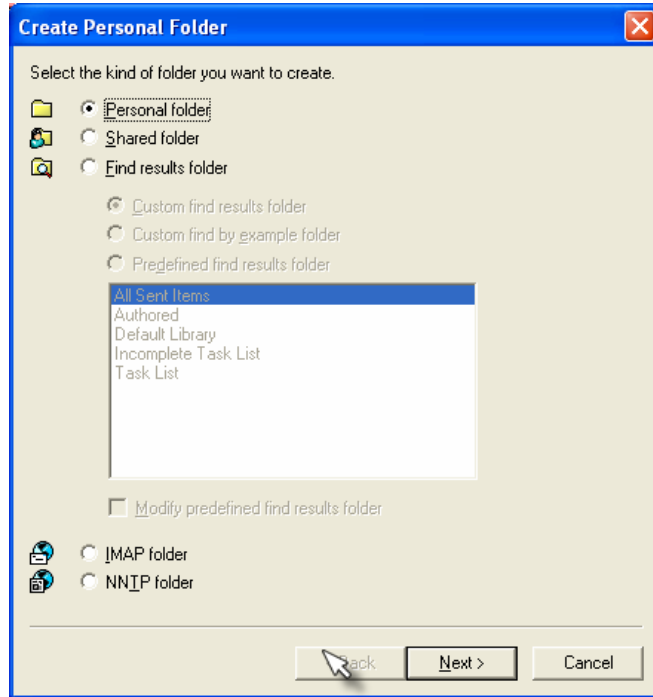 Create Personal Folder
Select the kind of folder you want to create.
Personal folder
Shared folder
Find results folder
Custom find results folder
Custom find by example folder
Predefined find results folder
All Sent Items
Authored
Default Library
Incomplete Task List
Task List
Modify predefined find results folder
IMAP folder
NNTP folder
Back Next > Cancel